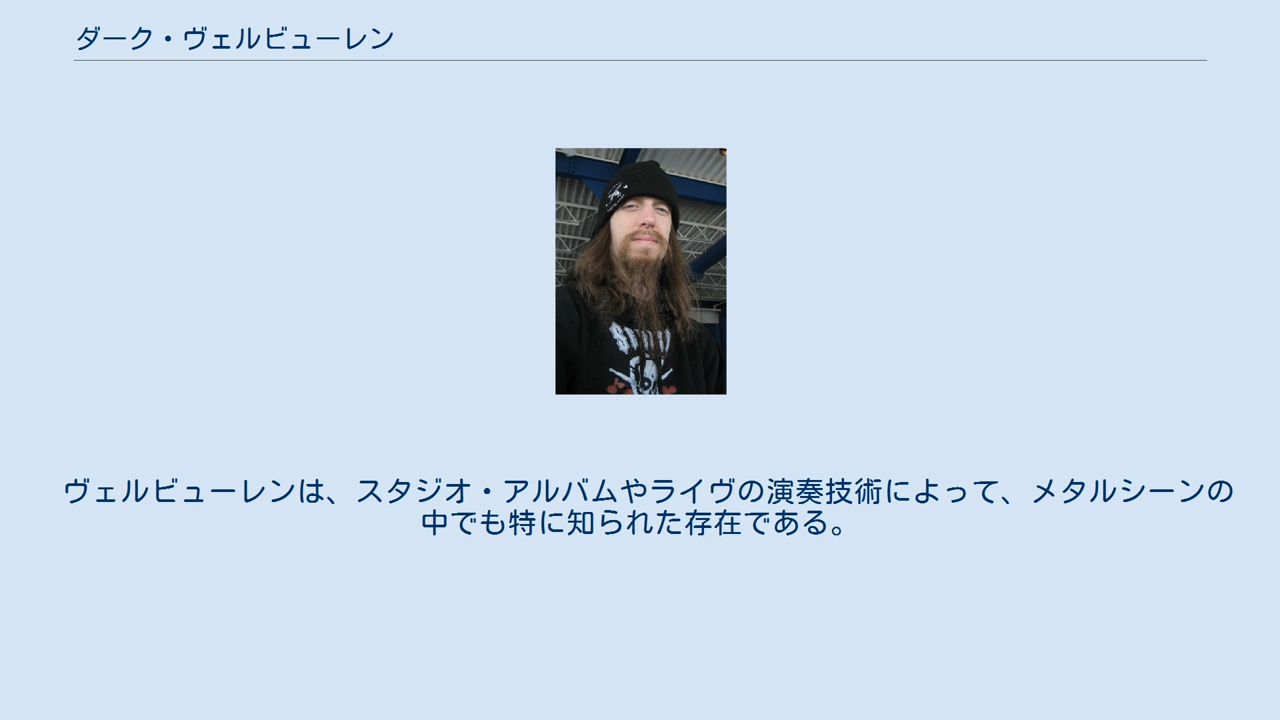 ダーク・ヴェルビューレン
ヴェルビューレンは、スタジオ・アルバムやライヴの演奏技術によって、メタルシーンの
中でも特に知られた存在である。